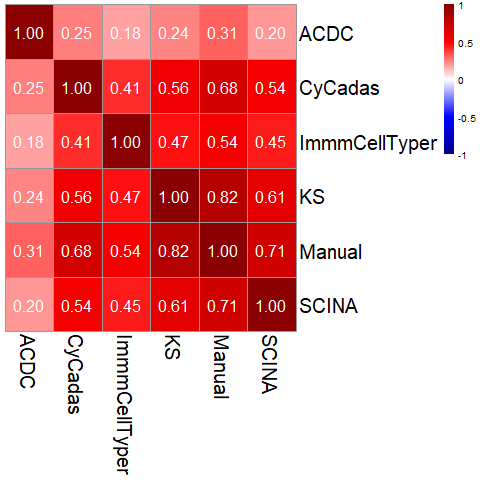 1.00 0.25 0.18 0.24 0.31 0.20 ACDC
0.25 1.00 0.41 0.56 0.68 0.54 CyCadas
0.18 0.41 1.00 0.47 0.54 0.45 ImmmCellTyper
0.24 0.56 0.47 1.00 0.82 0.61 KS
0.31 0.68 0.54 0.82 1.00 0.71 Manual
0.20 0.54 0.45 0.61 0.71 1.00 SCINA
ACDC
CyCadas
ImmmCellTyper
KS
Manual
SCINA
1
0.5
0
-0.5
-1